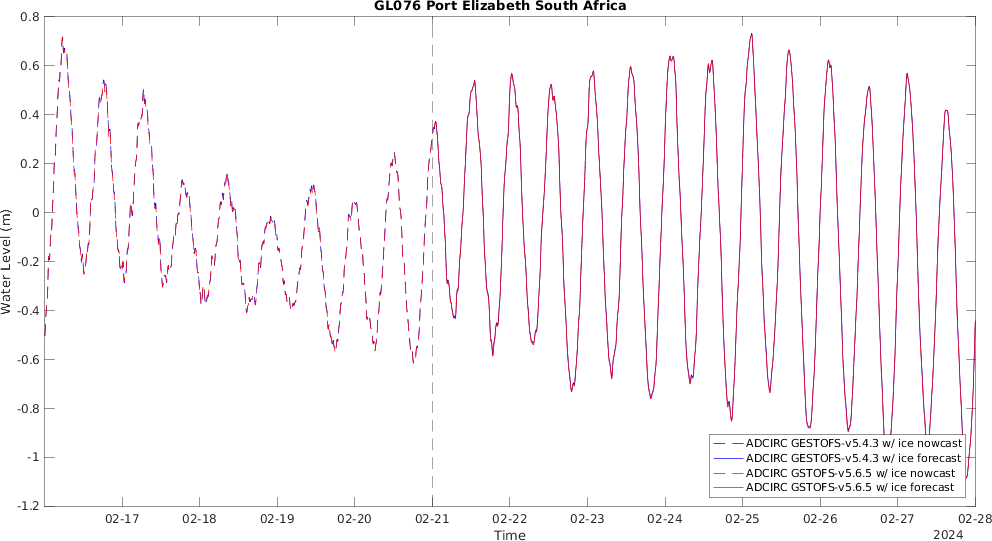 GL076 Port Elizabeth South Africa
Water Level (m)
0.8
0.6
0.4
0.2
0
-0.2
-0.4
-0.6
-0.8
-1
-1.2
ADCIRC GESTOFS-v5.4.3 w/ ice nowcast
ADCIRC GESTOFS-v5.4.3 w/ ice forecast
ADCIRC GSTOFS-v5.6.5 w/ ice nowcast
ADCIRC GSTOFS-v5.6.5 w/ ice forecast
02-17 02-18 02-19 02-20 02-21 02-22 02-23 02-24 02-25 02-26 02-27 02-28
Time
2024